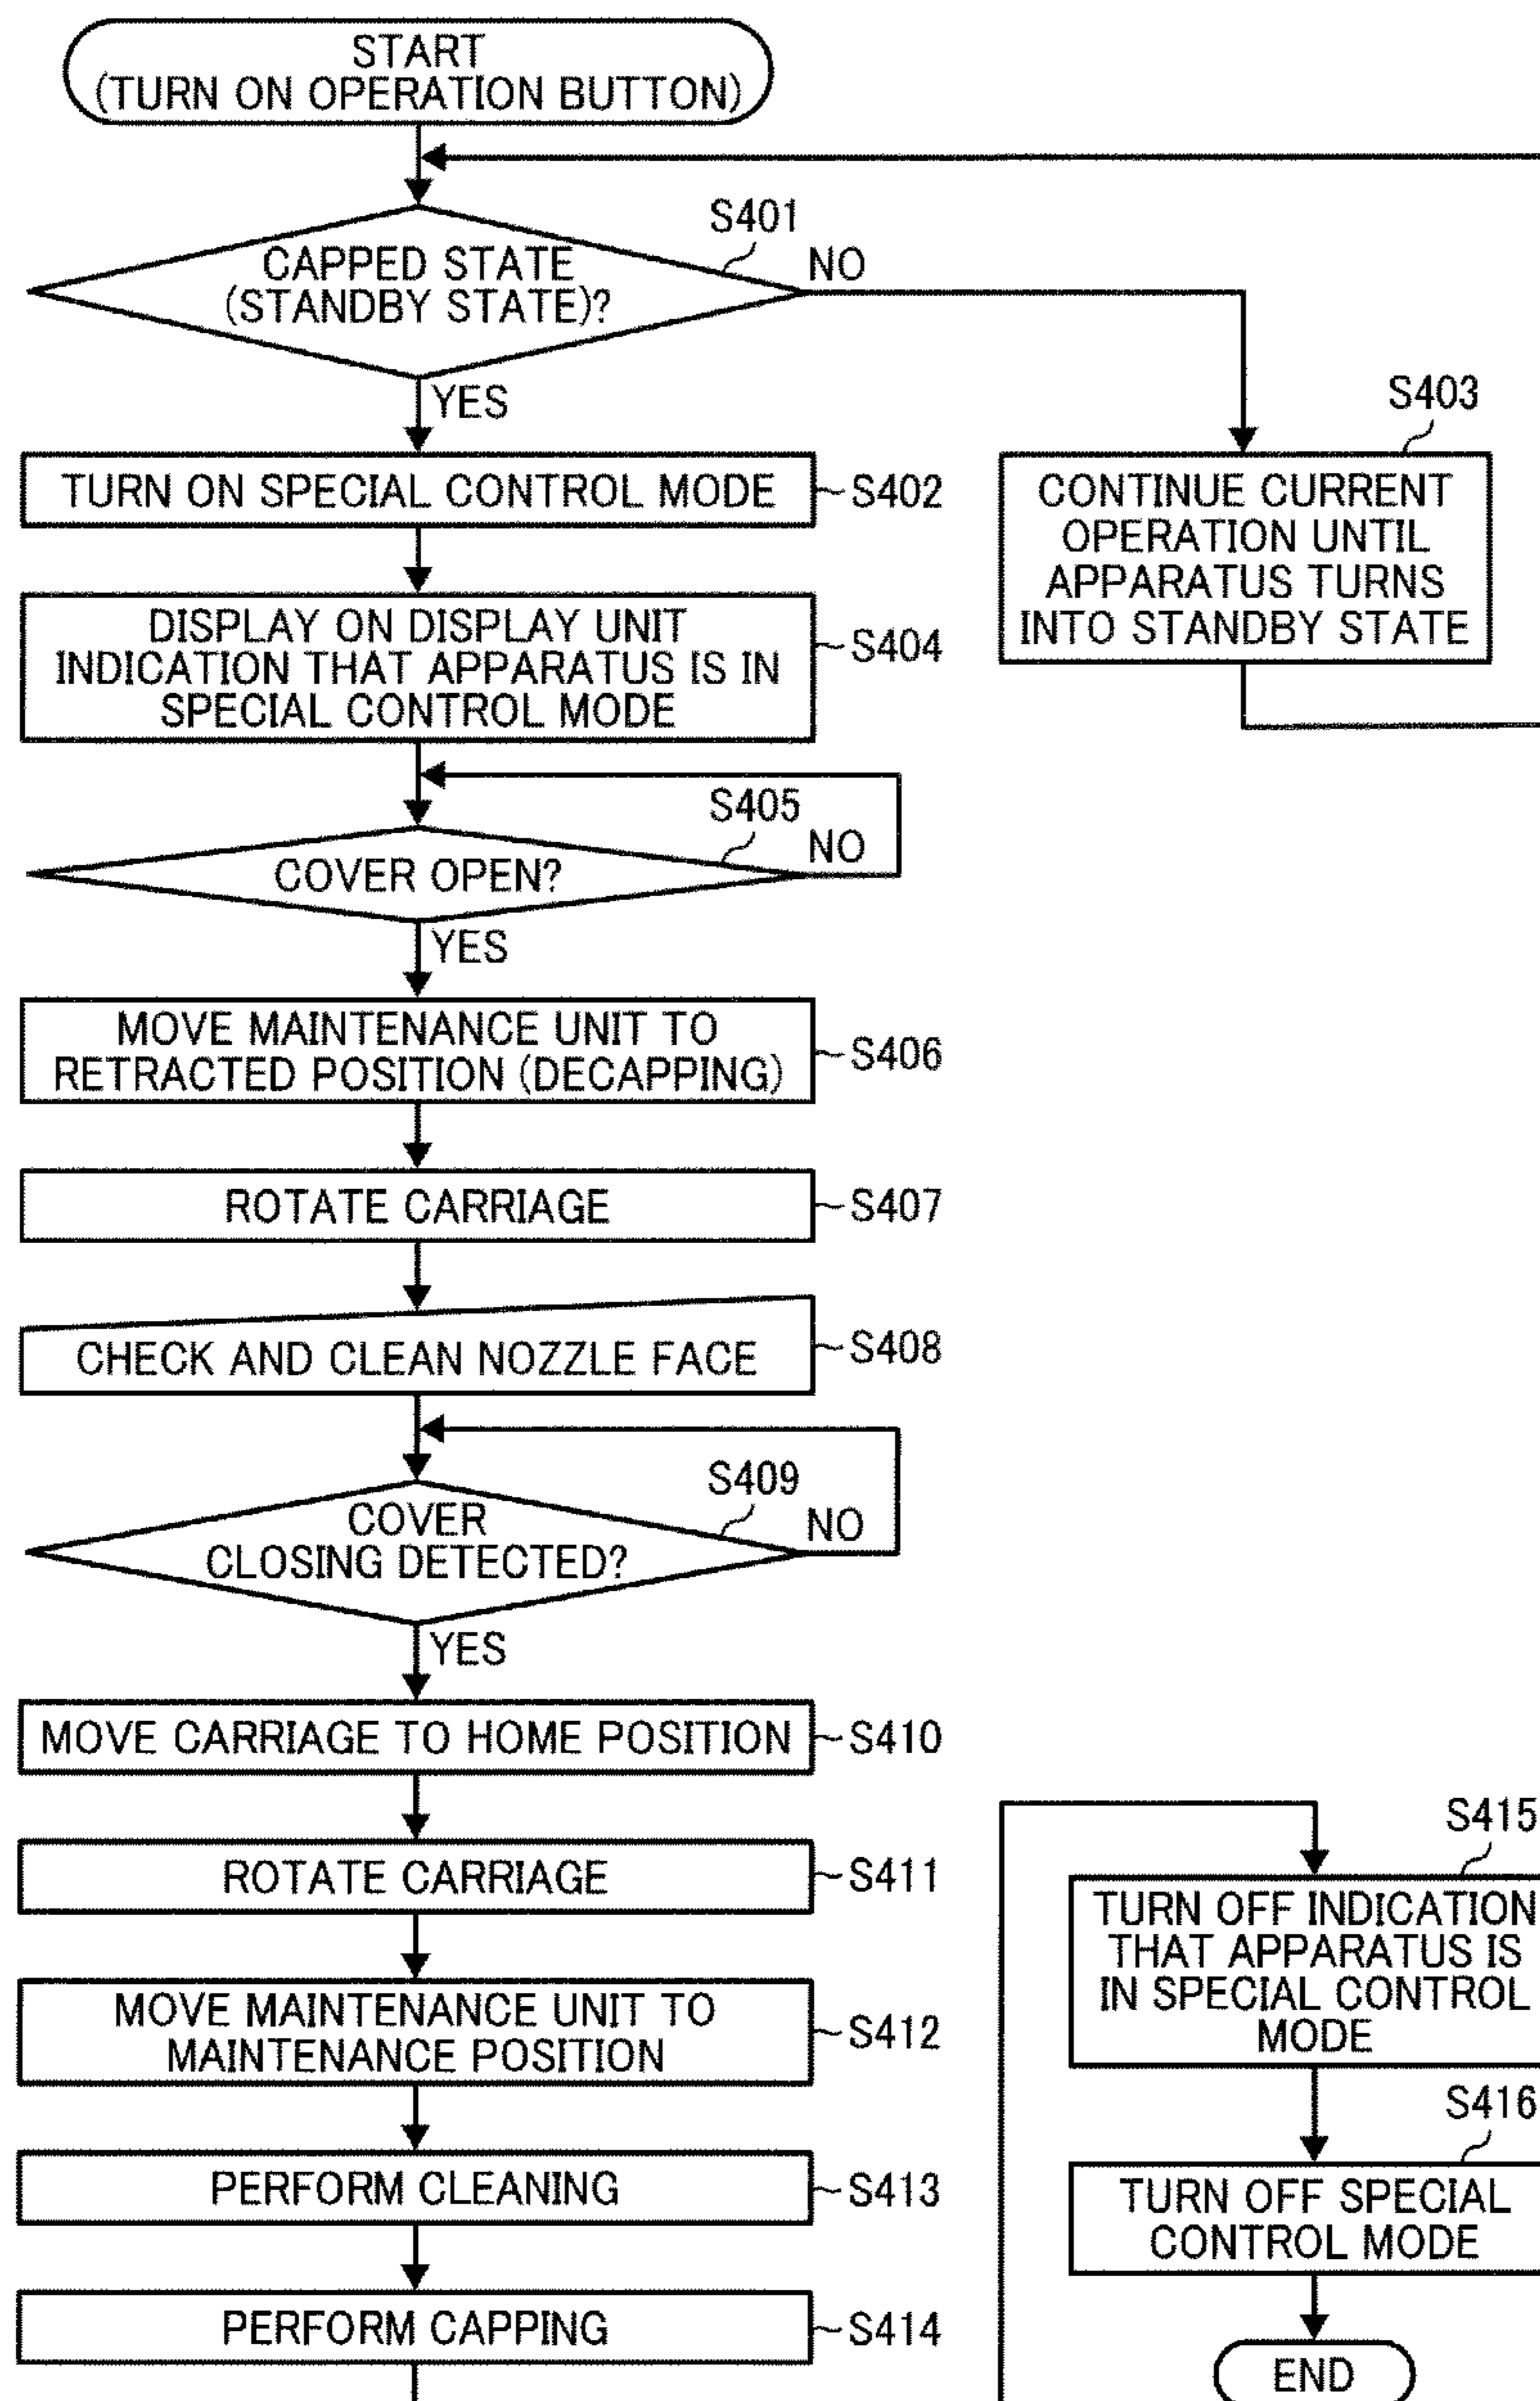 START
(TURN ON OPERATION BUTTON)
S401
CAPPED STATE
(STANDBY STATE)?
NO
YES
S403
CONTINUE CURRENT
OPERATION UNTIL
APPARATUS TURNS
INTO STANDBY STATE
TURN ON SPECIAL CONTROL MODE
S402
DISPLAY ON DISPLAY UNIT
INDICATION THAT APPARATUS IS IN
SPECIAL CONTROL MODE
S404
S405
COVER OPEN?
NO
YES
MOVE MAINTENANCE UNIT TO
RETRACTED POSITION (DECAPPING)
S406
ROTATE CARRIAGE
S407
CHECK AND CLEAN NOZZLE FACE
S408
S409
COVER
CLOSING DETECTED?
NO
YES
MOVE CARRIAGE TO HOME POSITION
S410
ROTATE CARRIAGE
S411
MOVE MAINTENANCE UNIT TO
MAINTENANCE POSITION
S412
PERFORM CLEANING
S413
PERFORM CAPPING
S414
S415
TURN OFF INDICATION
THAT APPARATUS IS
IN SPECIAL CONTROL
MODE
S416
TURN OFF SPECIAL
CONTROL MODE
END